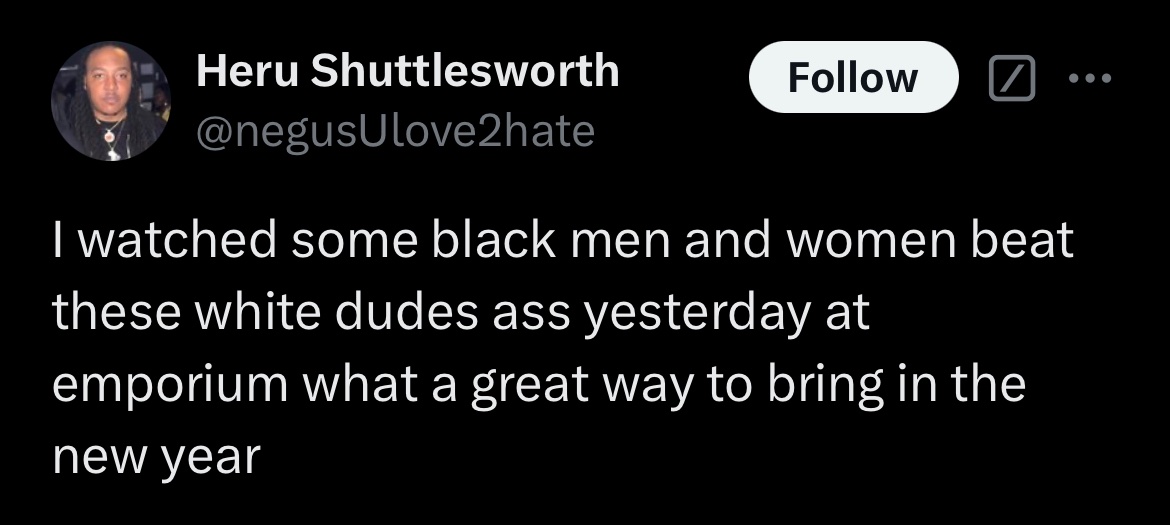 Heru Shuttlesworth
Follow
@negusUlove2hate
I watched some black men and women beat
these white dudes ass yesterday at
emporium what a great way to bring in the
new year